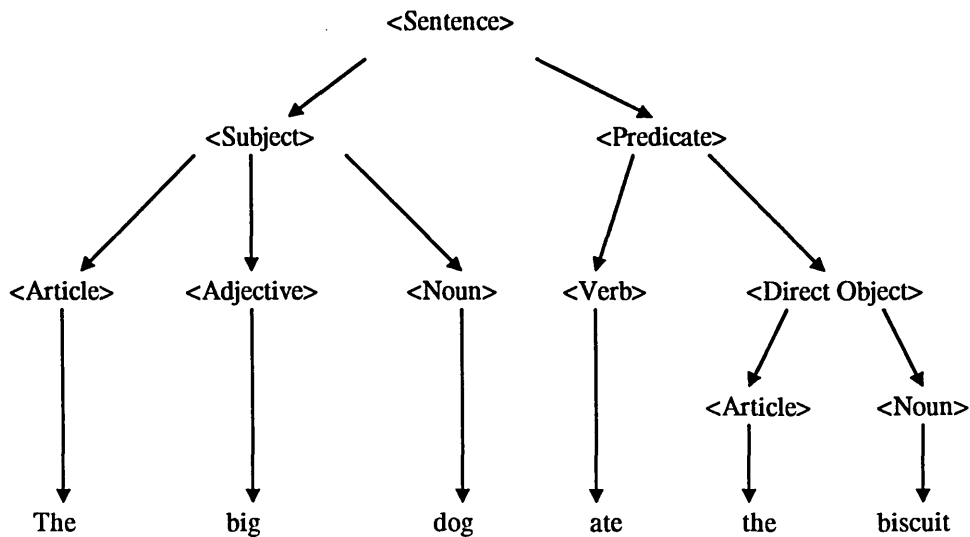 <Sentence>
<Subject> <Predicate>
<Article> <Adjective> <Noun> <Verb> <Direct Object>
<Article> <Noun>
The big dog ate the biscuit